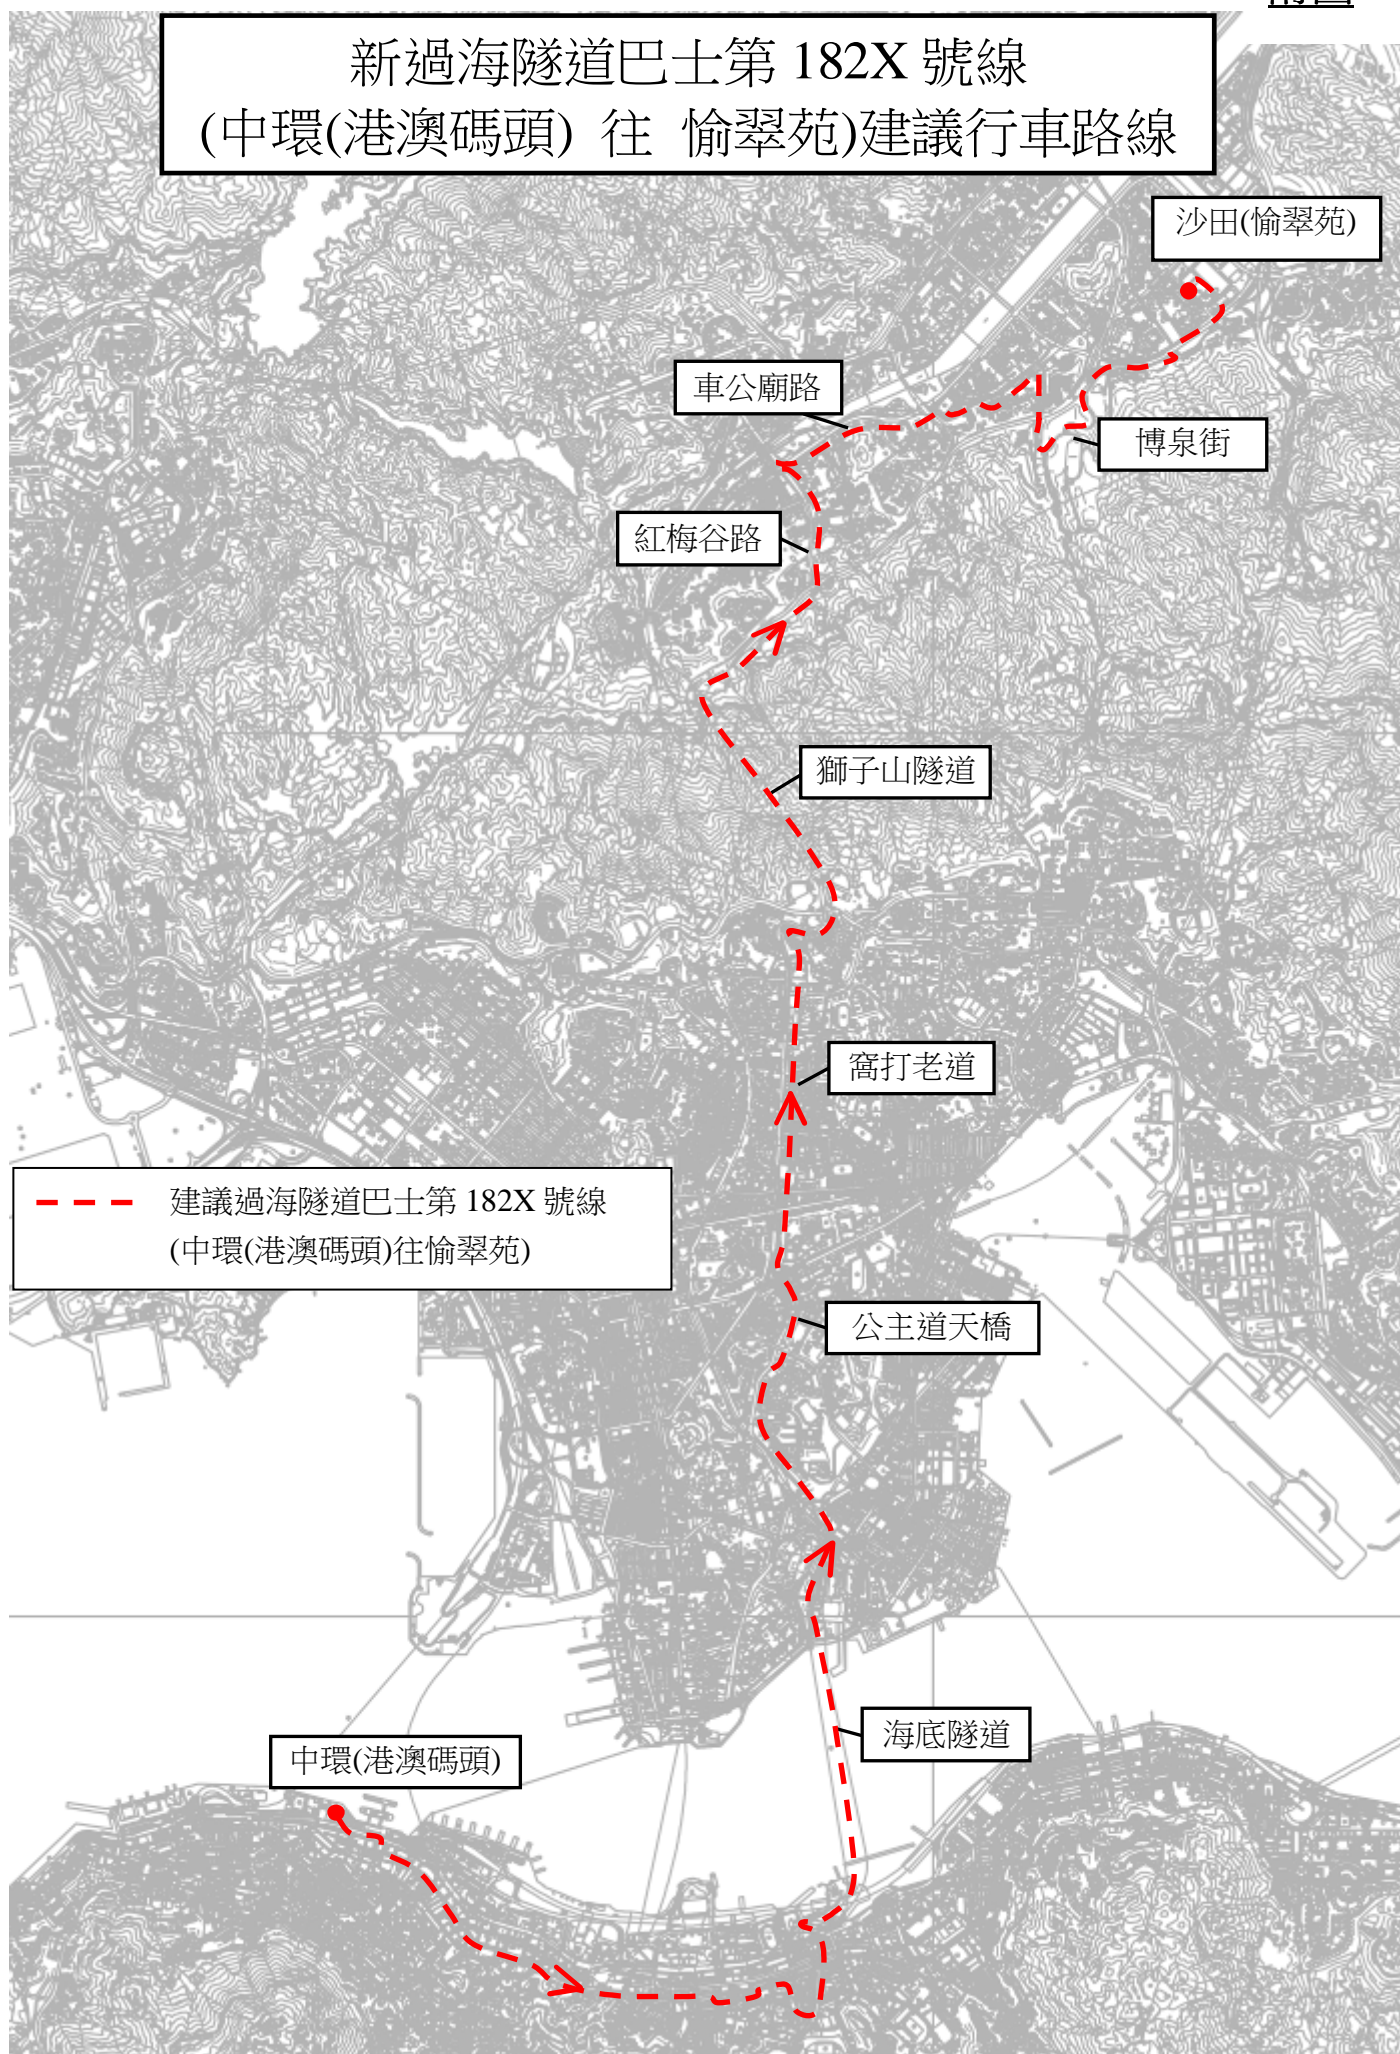 新過海隧道巴士第 182X 號線
(中環(港澳碼頭) 往 愉翠苑)建議行車路線
沙田(愉翠苑)
車公廟路
博泉街
紅梅谷路
獅子山隧道
窩打老道
建議過海隧道巴士第 182X 號線
(中環(港澳碼頭)往愉翠苑)
公主道天橋
海底隧道
中環(港澳碼頭)